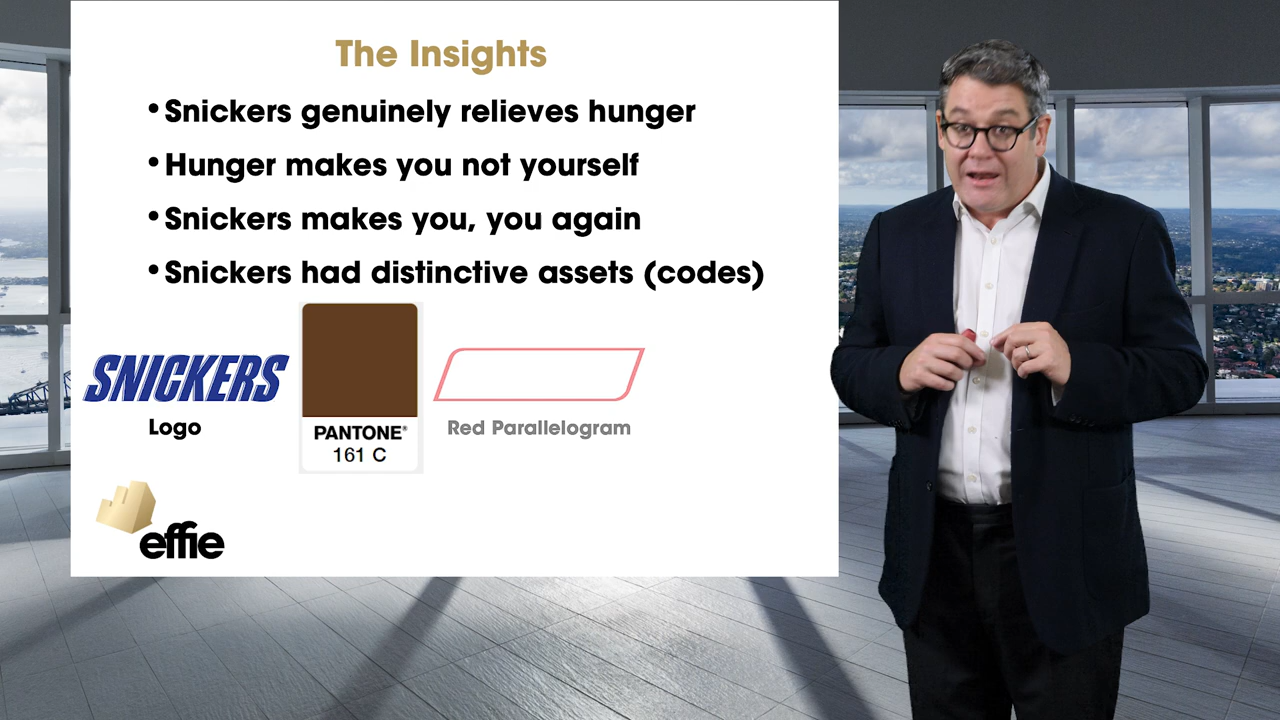 The Insights
• Snickers genuinely relieves hunger
• Hunger makes you not yourself
• Snickers makes you, you again
• Snickers had distinctive assets (codes)
SNICKERS
Logo
PANTONE®
161 C
Red Parallelogram
effie